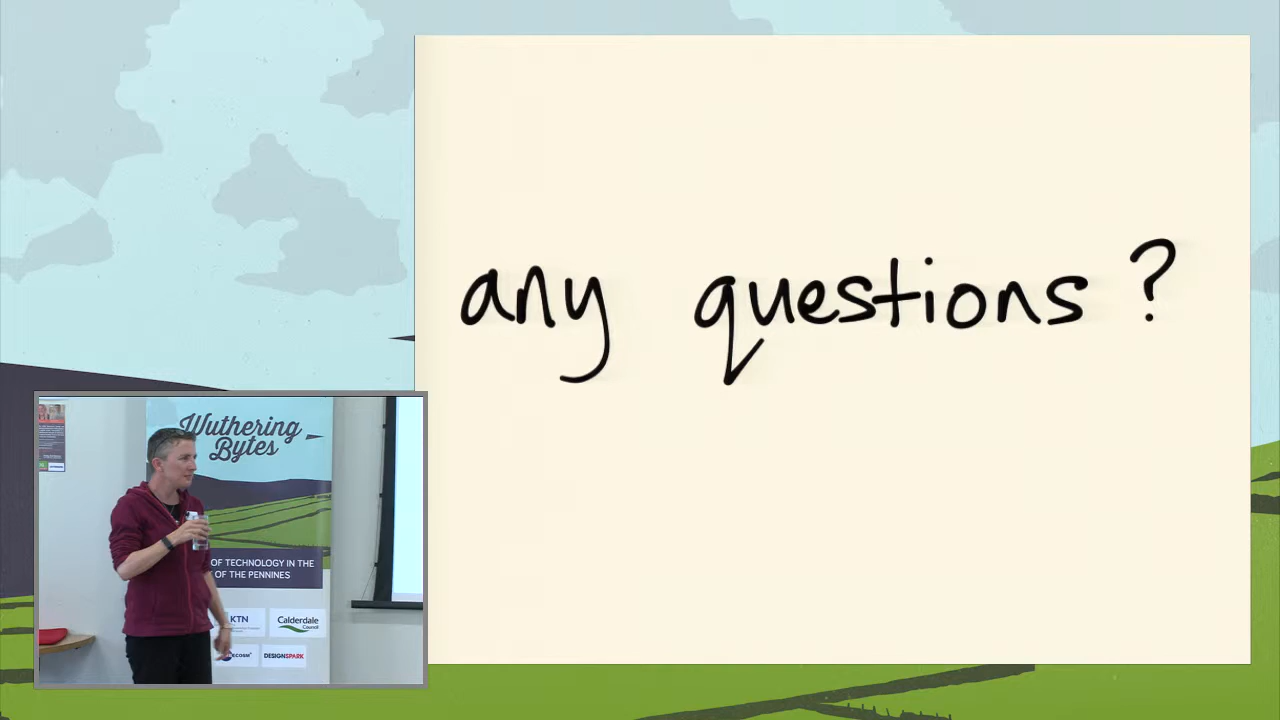 any questions?
Wuthering
Bytes
OF TECHNOLOGY IN THE
OF THE PENNINES
KTN
Calderdale
Council
DESIGNSPARK